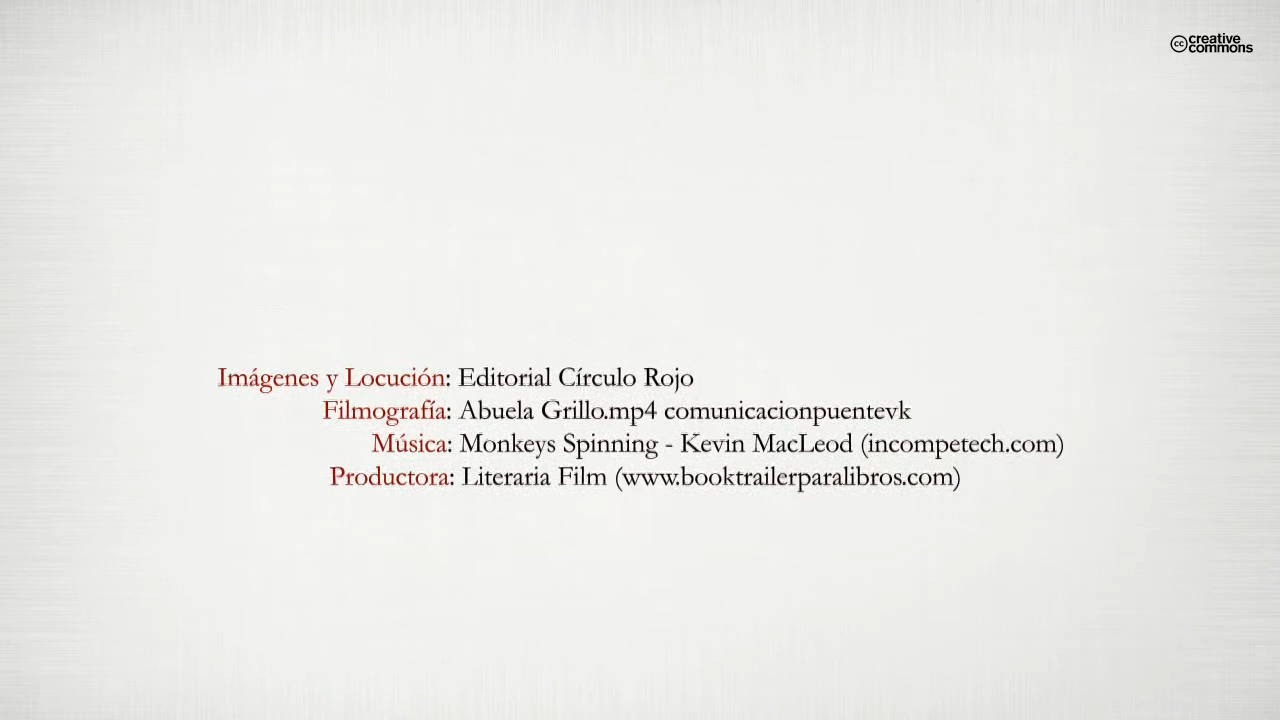 cc creative
commons
Imágenes y Locución: Editorial Círculo Rojo
Filmografía: Abuela Grillo.mp4 comunicacionpuentevk
Música: Monkeys Spinning - Kevin MacLeod (incompetech.com)
Productora: Literaria Film (www.booktrailerparalibros.com)